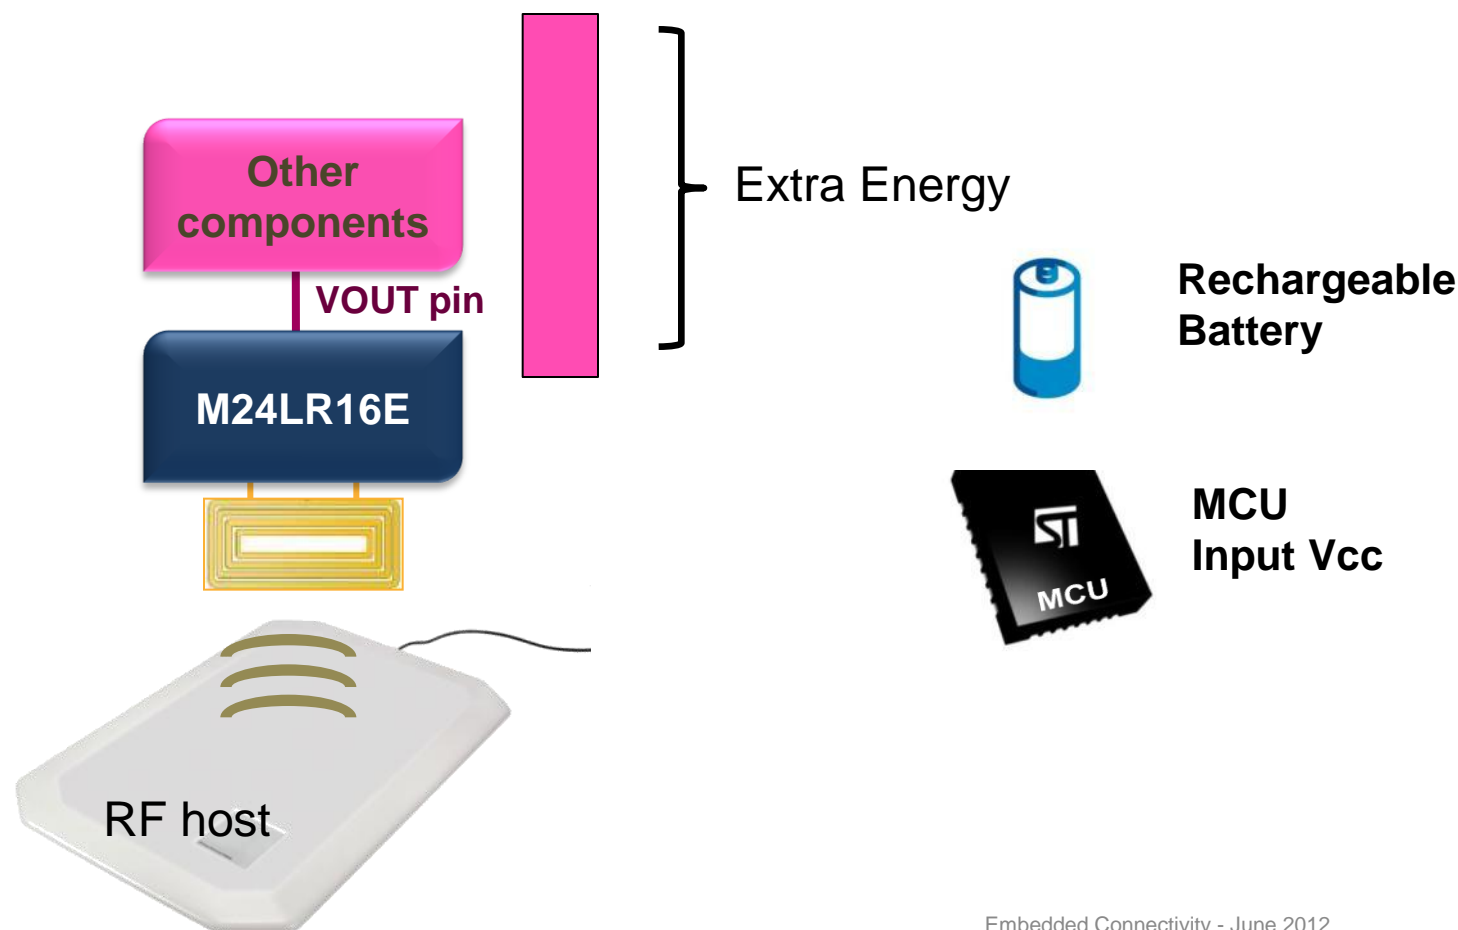 Other
components
VOUT pin
M24LR16E
Extra Energy
Rechargeable
Battery
ST
MCU
MCU
Input Vcc
RF host
Embedded Connectivity - June 2012